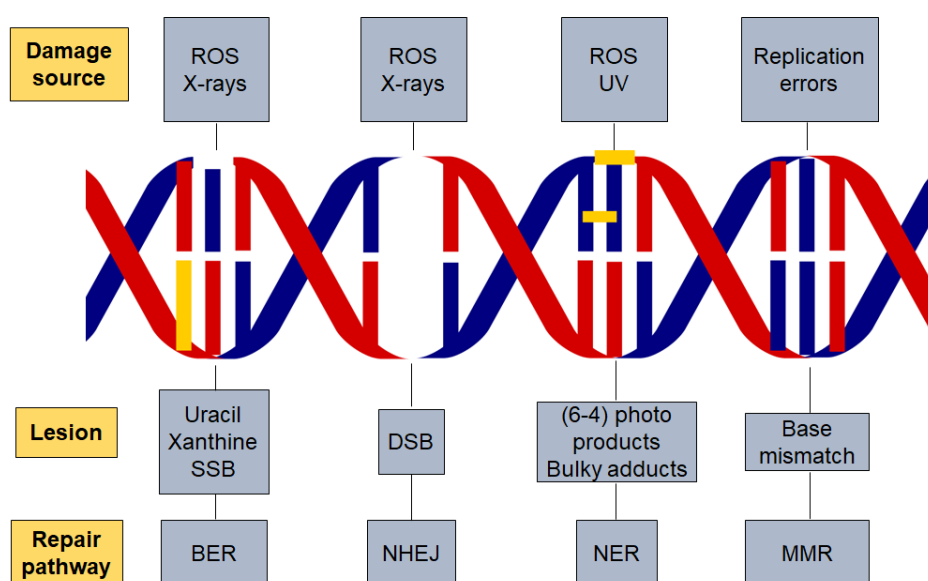 Damage
source
ROS
X-rays
ROS
X-rays
ROS
UV
Replication
errors
Lesion
Uracil
Xanthine
SSB
DSB
(6-4) photo
products
Bulky adducts
Base
mismatch
Repair
pathway
BER
NHEJ
NER
MMR